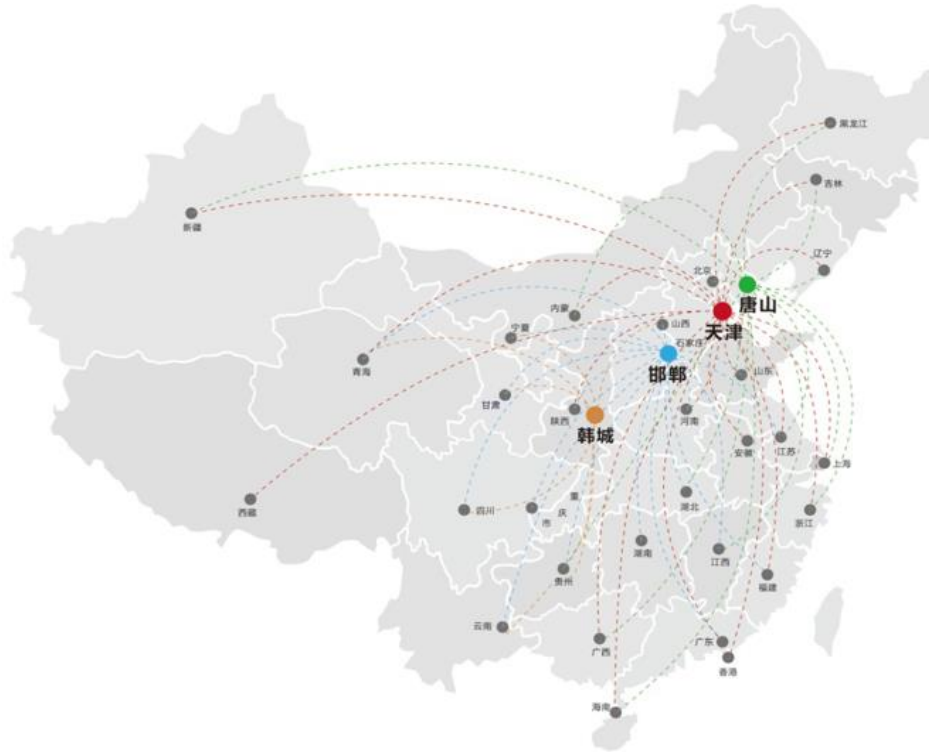 黑龙江
吉林
新疆
辽宁
北京
唐山
内蒙
天津
山西
宁夏
石家庄
青海
邯郸
山东
甘肃
陕西
河南
韩城
安徽
江苏
上海
重
庆
市
四川
湖北
浙江
西藏
湖南
江西
贵州
福建
云南
广西
广东
香港
海南